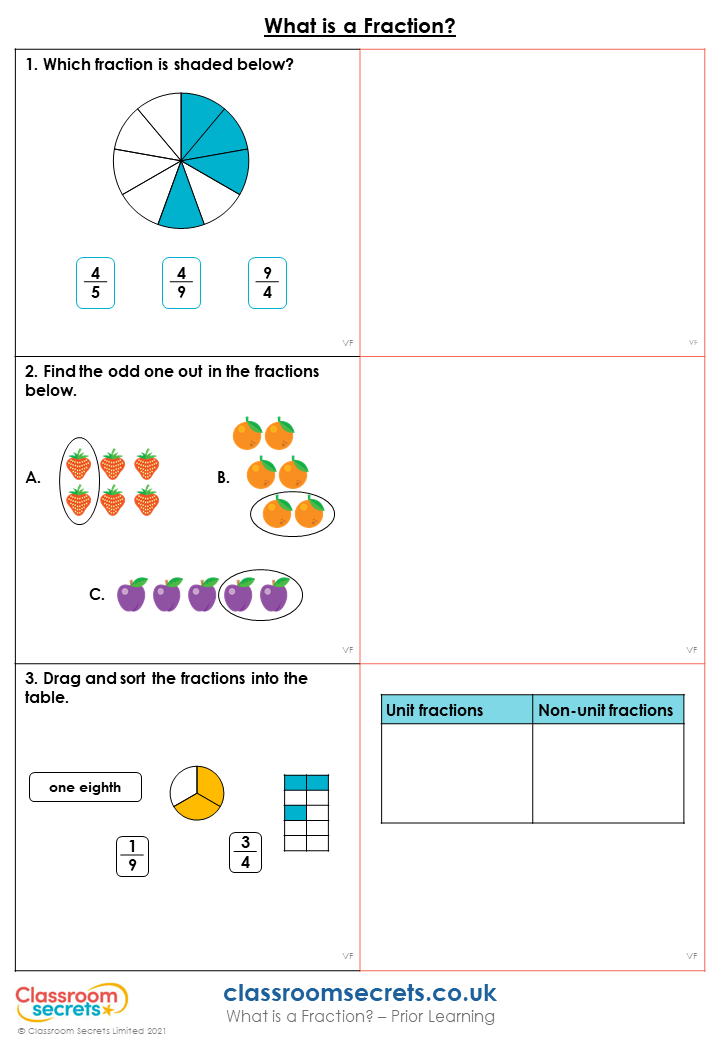 What is a Fraction?
1. Which fraction is shaded below?
4
5
4
9
9
4
VF
VF
2. Find the odd one out in the fractions
below.
A.
B.
C.
VF
VF
3. Drag and sort the fractions into the
table.
Unit fractions
Non-unit fractions
one eighth
1
9
3
4
VF
VF
Classroom
secrets
© Classroom Secrets Limited 2021
classroomsecrets.co.uk
What is a Fraction? – Prior Learning